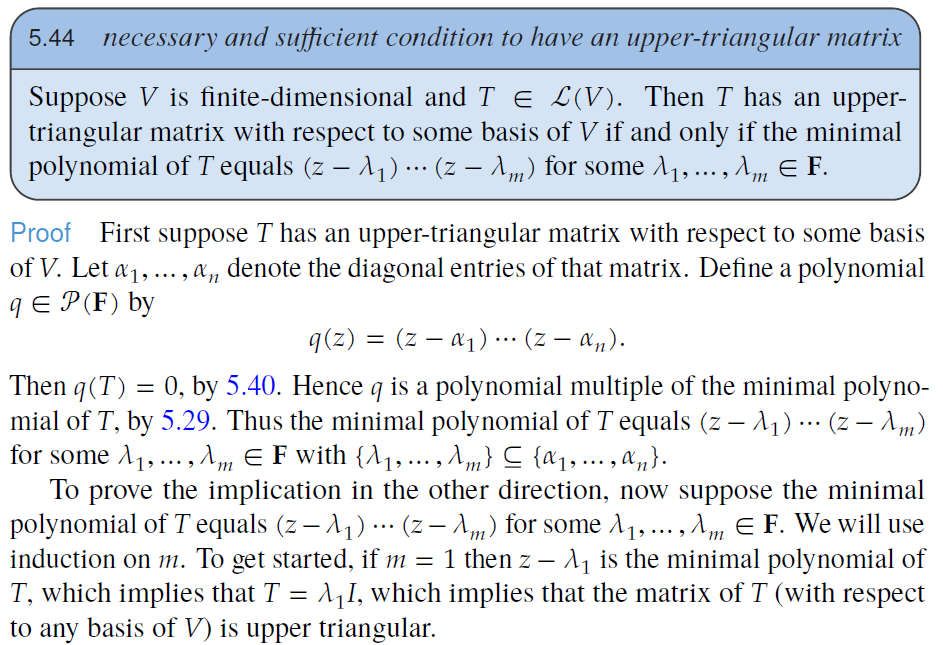 5.44 necessary and sufficient condition to have an upper-triangular matrix
Suppose V is finite-dimensional and T ∈ ℒ(V). Then T has an upper-
triangular matrix with respect to some basis of V if and only if the minimal
polynomial of T equals (z − λ₁) ⋯ (z − λₘ) for some λ₁, …, λₘ ∈ F.
Proof First suppose T has an upper-triangular matrix with respect to some basis
of V. Let α₁, …, αₙ denote the diagonal entries of that matrix. Define a polynomial
q ∈ 𝒫(F) by
q(z) = (z − α₁) ⋯ (z − αₙ).
Then q(T) = 0, by 5.40. Hence q is a polynomial multiple of the minimal polyno-
mial of T, by 5.29. Thus the minimal polynomial of T equals (z − λ₁) ⋯ (z − λₘ)
for some λ₁, …, λₘ ∈ F with {λ₁, …, λₘ} ⊆ {α₁, …, αₙ}.
To prove the implication in the other direction, now suppose the minimal
polynomial of T equals (z − λ₁) ⋯ (z − λₘ) for some λ₁, …, λₘ ∈ F. We will use
induction on m. To get started, if m = 1 then z − λ₁ is the minimal polynomial of
T, which implies that T = λ₁I, which implies that the matrix of T (with respect
to any basis of V) is upper triangular.